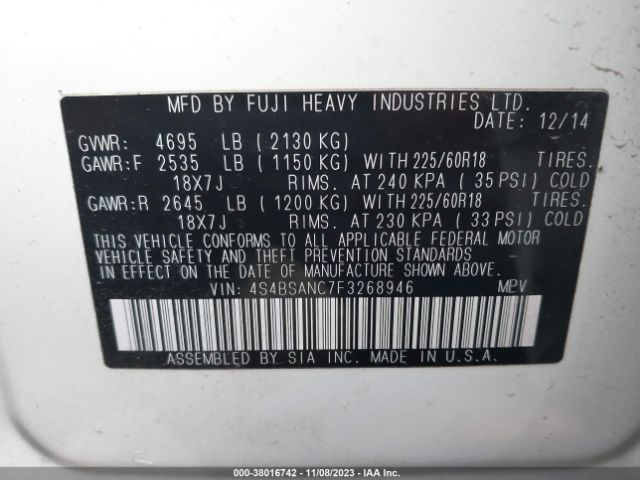 MFD BY FUJI HEAVY INDUSTRIES LTD.
DATE: 12/14
GVWR: 4695 LB ( 2130 KG)
GAWR:F 2535 LB ( 1150 KG) WITH 225/60R18 TIRES.
18X7J RIMS. AT 240 KPA ( 35 PSI) COLD
GAWR:R 2645 LB ( 1200 KG) WITH 225/60R18 TIRES.
18X7J RIMS. AT 230 KPA ( 33 PSI) COLD
THIS VEHICLE CONFORMS TO ALL APPLICABLE FEDERAL MOTOR
VEHICLE SAFETY AND THEFT PREVENTION STANDARDS
IN EFFECT ON THE DATE OF MANUFACTURE SHOWN ABOVE.
VIN: 4S4BSANC7F3268946 MPV
ASSEMBLED BY SIA INC. MADE IN U.S.A.
000-38016742 - 11/08/2023 - IAAI.com